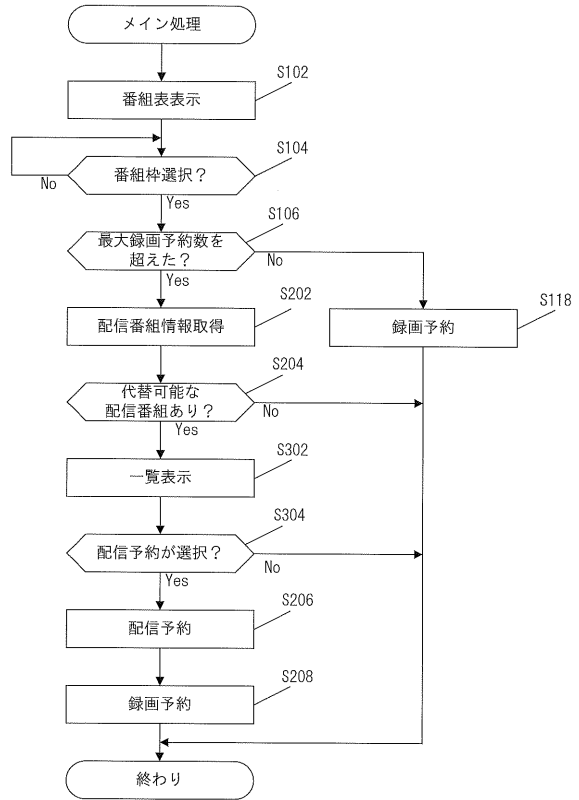 メイン処理
S102
番組表表示
S104
番組枠選択？
No
Yes
S106
最大録画予約数を
超えた？
No
Yes
S202
配信番組情報取得
S118
録画予約
S204
代替可能な
配信番組あり？
No
Yes
S302
一覧表示
S304
配信予約が選択？
No
Yes
S206
配信予約
S208
録画予約
終わり